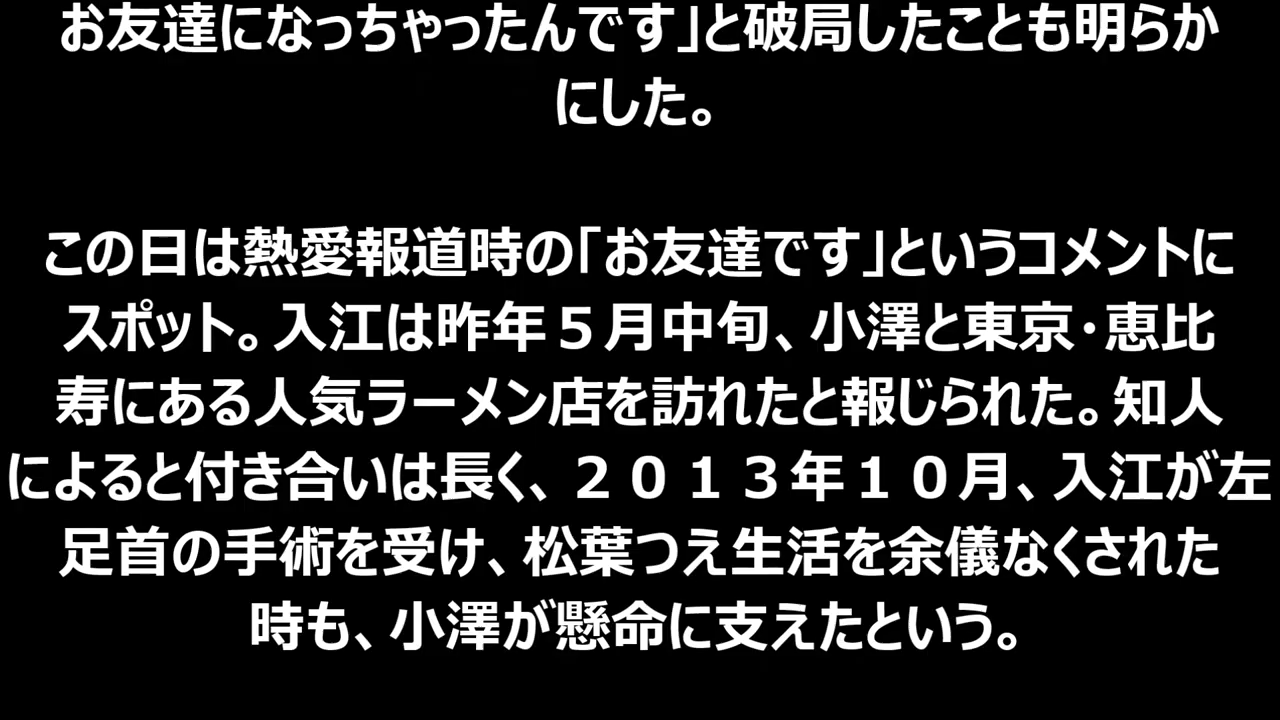 お友達になっちゃったんです」と破局したことも明らか
にした。
この日は熱愛報道時の「お友達です」というコメントに
スポット。入江は昨年５月中旬、小澤と東京・恵比
寿にある人気ラーメン店を訪れたと報じられた。知人
によると付き合いは長く、２０１３年１０月、入江が左
足首の手術を受け、松葉つえ生活を余儀なくされた
時も、小澤が懸命に支えたという。